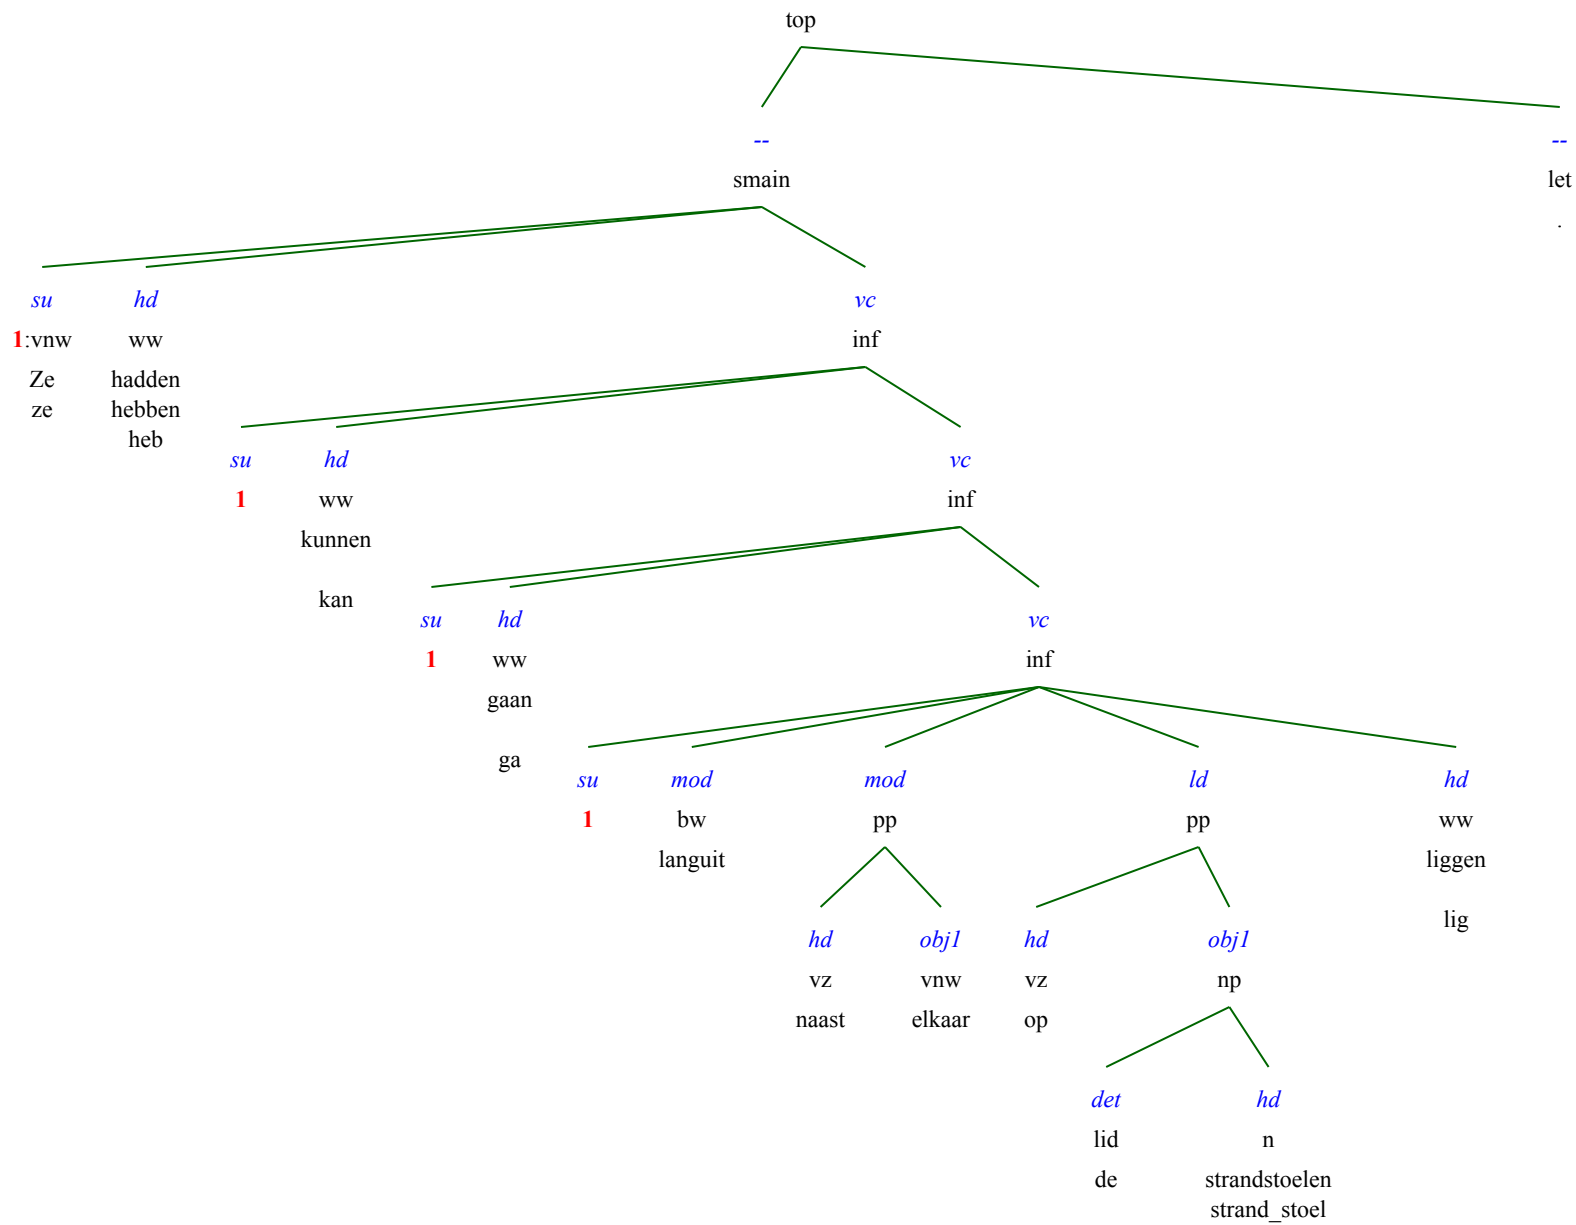 top
-- --
smain let
.
su hd vc
1:vnw ww inf
Ze hadden
ze hebben
heb
su hd vc
1 ww inf
kunnen
kan
su hd vc
1 ww inf
gaan
ga
su mod mod ld hd
1 bw pp pp ww
languit liggen
lig
hd obj1 hd obj1
vz vnw vz np
naast elkaar op
det hd
lid n
de strandstoelen
strand_stoel